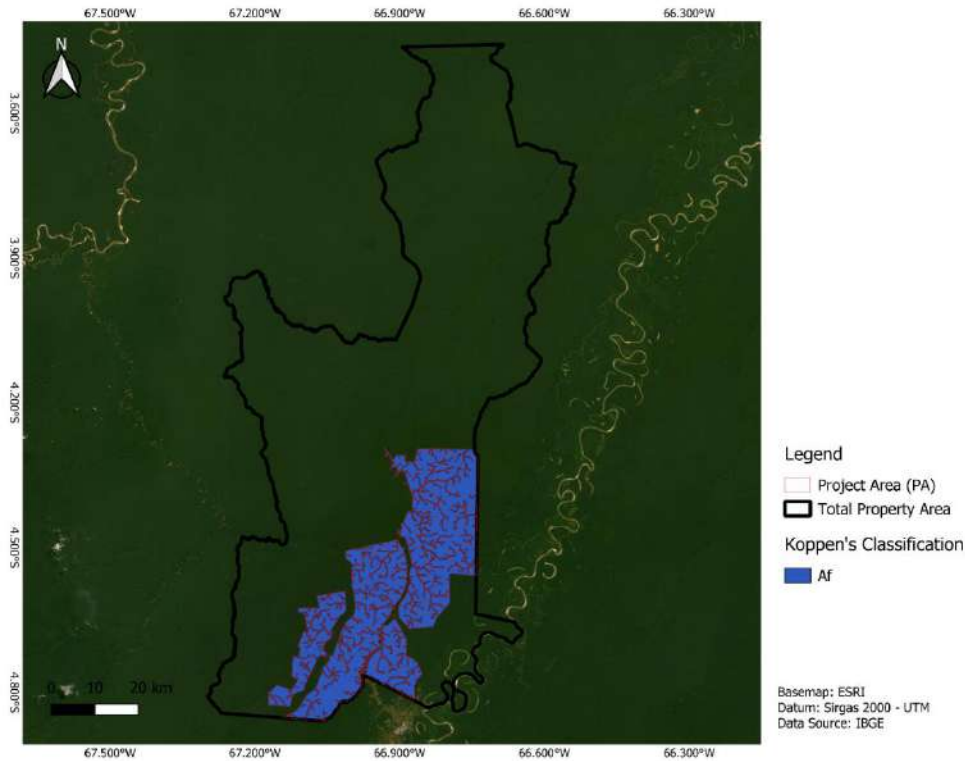 67.500°W 67.200°W 66.900°W 66.600°W 66.300°W
N
3.600°S
3.900°S
4.200°S
4.500°S
4.800°S
0 10 20 km
67.500°W 67.200°W 66.900°W 66.600°W 66.300°W
Legend
Project Area (PA)
Total Property Area
Koppen's Classification
Af
Basemap: ESRI
Datum: Sirgas 2000 - UTM
Data Source: IBGE